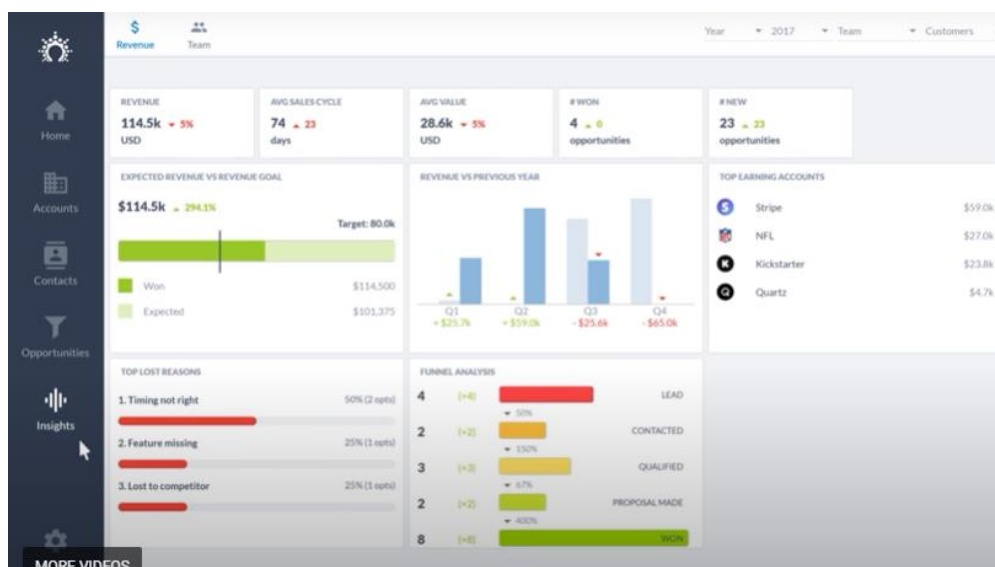 $
Revenue
Team
Year 2017 Team Customers
Home
Accounts
Contacts
Opportunities
Insights
MORE VIDEOS
REVENUE
114.5k 5%
USD
AVG SALES CYCLE
74 23
days
AVG VALUE
28.6k 5%
USD
# WON
4 0
opportunities
# NEW
23 23
opportunities
EXPECTED REVENUE VS REVENUE GOAL
$114.5k 294.1%
Target: 80.0k
Won $114,500
Expected $101,375
REVENUE VS PREVIOUS YEAR
Q1 Q2 Q3 Q4
+ $25.7k + $59.0k - $25.6k - $65.0k
TOP EARNING ACCOUNTS
S Stripe $59.0k
NFL $27.0k
K Kickstarter $23.8k
Q Quartz $4.7k
TOP LOST REASONS
1. Timing not right 50% (2 opts)
2. Feature missing 25% (1 opts)
3. Lost to competitor 25% (1 opts)
FUNNEL ANALYSIS
4 (+4) LEAD
50%
2 (+2) CONTACTED
150%
3 (+3) QUALIFIED
67%
2 (+2) PROPOSAL MADE
400%
8 (+8) WON